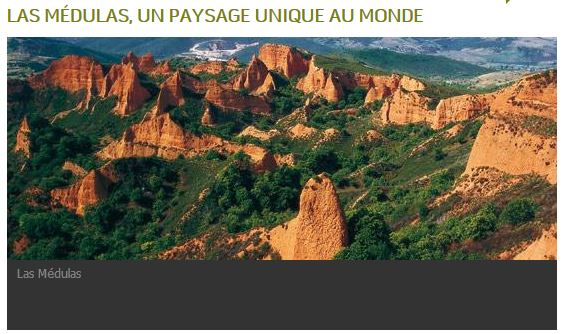 LAS MÉDULAS, UN PAYSAGE UNIQUE AU MONDE
Las Médulas